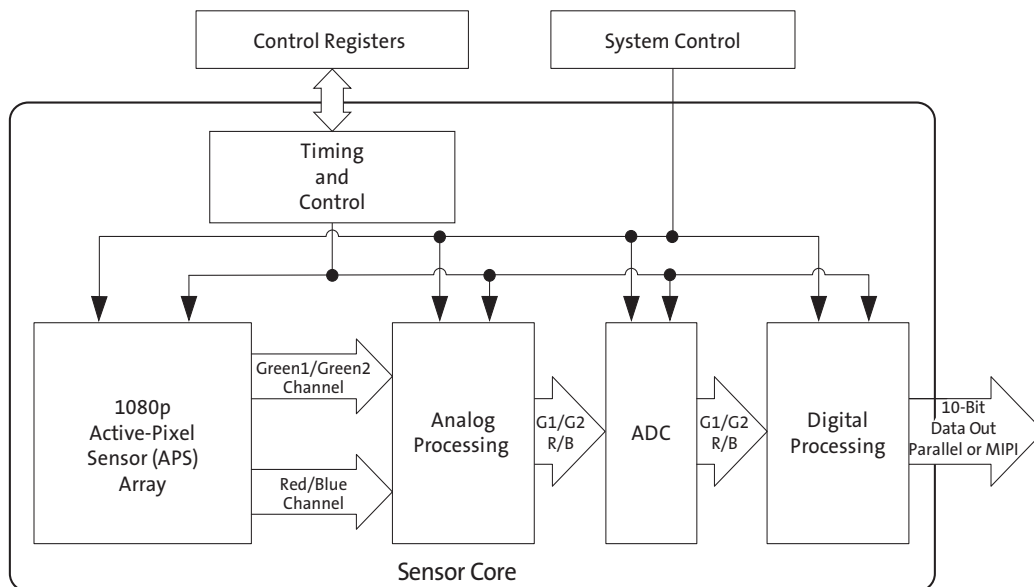 Control Registers
System Control
Timing
and
Control
1080p
Active-Pixel
Sensor (APS)
Array
Green1/Green2
Channel
Red/Blue
Channel
Analog
Processing
G1/G2
R/B
ADC
G1/G2
R/B
Digital
Processing
10-Bit
Data Out
Parallel or MIPI
Sensor Core